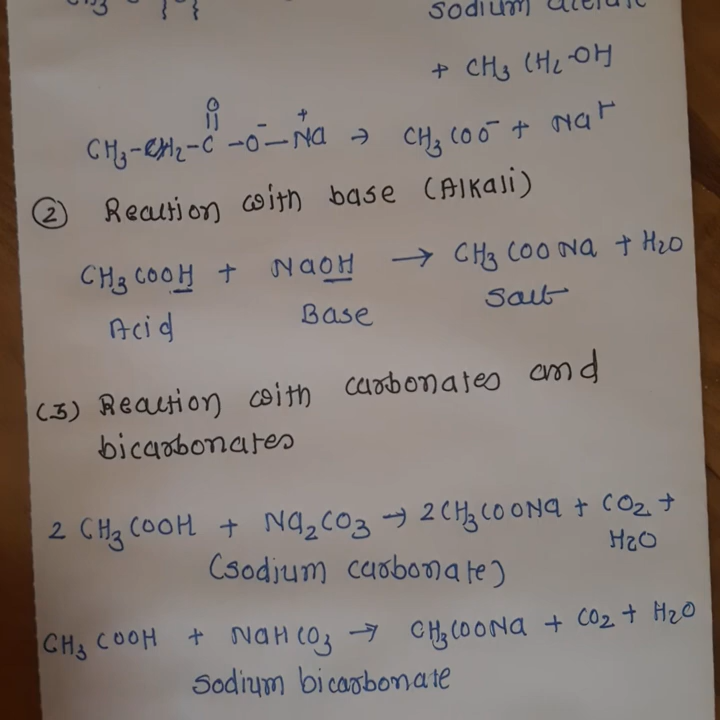 sodium acetate
+ CH3 CH2-OH
O
||
CH3-CH2-C-O⁻-Na⁺ → CH3COO⁻ + Na⁺
② Reaction with base (Alkali)
CH3COOH + NaOH → CH3COONa + H2O
Acid Base Salt
(3) Reaction with carbonates and
bicarbonates
2 CH3COOH + Na2CO3 → 2CH3COONa + CO2 +
H2O
(sodium carbonate)
CH3COOH + NaHCO3 → CH3COONa + CO2 + H2O
sodium bicarbonate